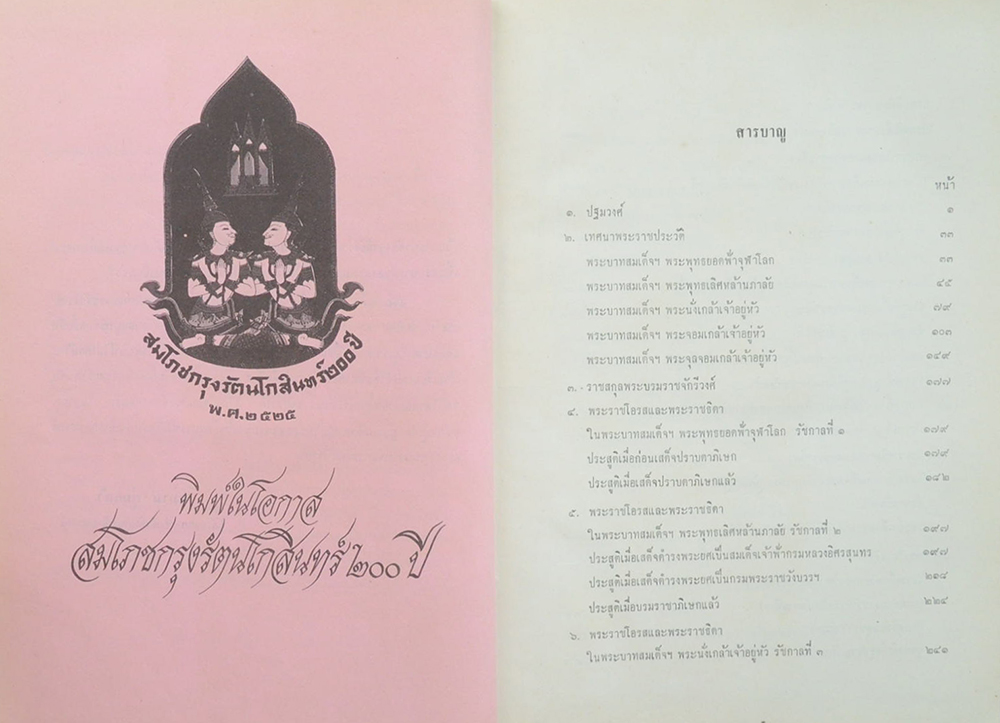 สมโภชกรุงรัตนโกสินทร์๒๐๐ปี
พ.ศ.๒๕๒๕
พิมพ์ในโอกาส
สมโภชกรุงรัตนโกสินทร์ ๒๐๐ ปี
สารบาญ
หน้า
๑. ปฐมวงศ์ ๑
๒. เทศนาพระราชประวัติ ๓๓
พระบาทสมเด็จฯ พระพุทธยอดฟ้าจุฬาโลก ๓๓
พระบาทสมเด็จฯ พระพุทธเลิศหล้านภาลัย ๔๕
พระบาทสมเด็จฯ พระนั่งเกล้าเจ้าอยู่หัว ๗๙
พระบาทสมเด็จฯ พระจอมเกล้าเจ้าอยู่หัว ๑๐๓
พระบาทสมเด็จฯ พระจุลจอมเกล้าเจ้าอยู่หัว ๑๔๙
๓. ราชสกุลพระบรมราชจักรีวงศ์ ๑๗๗
๔. พระราชโอรสและพระราชธิดา
ในพระบาทสมเด็จฯ พระพุทธยอดฟ้าจุฬาโลก รัชกาลที่ ๑ ๑๗๙
ประสูติเมื่อก่อนเสด็จปราบดาภิเษก ๑๗๙
ประสูติเมื่อเสด็จปราบดาภิเษกแล้ว ๑๘๒
๕. พระราชโอรสและพระราชธิดา
ในพระบาทสมเด็จฯ พระพุทธเลิศหล้านภาลัย รัชกาลที่ ๒ ๑๙๗
ประสูติเมื่อเสด็จดำรงพระยศเป็นสมเด็จเจ้าฟ้ากรมหลวงอิศรสุนทร ๑๙๗
ประสูติเมื่อเสด็จดำรงพระยศเป็นกรมพระราชวังบวรฯ ๒๑๘
ประสูติเมื่อบรมราชาภิเษกแล้ว ๒๒๔
๖. พระราชโอรสและพระราชธิดา
ในพระบาทสมเด็จฯ พระนั่งเกล้าเจ้าอยู่หัว รัชกาลที่ ๓ ๒๔๑